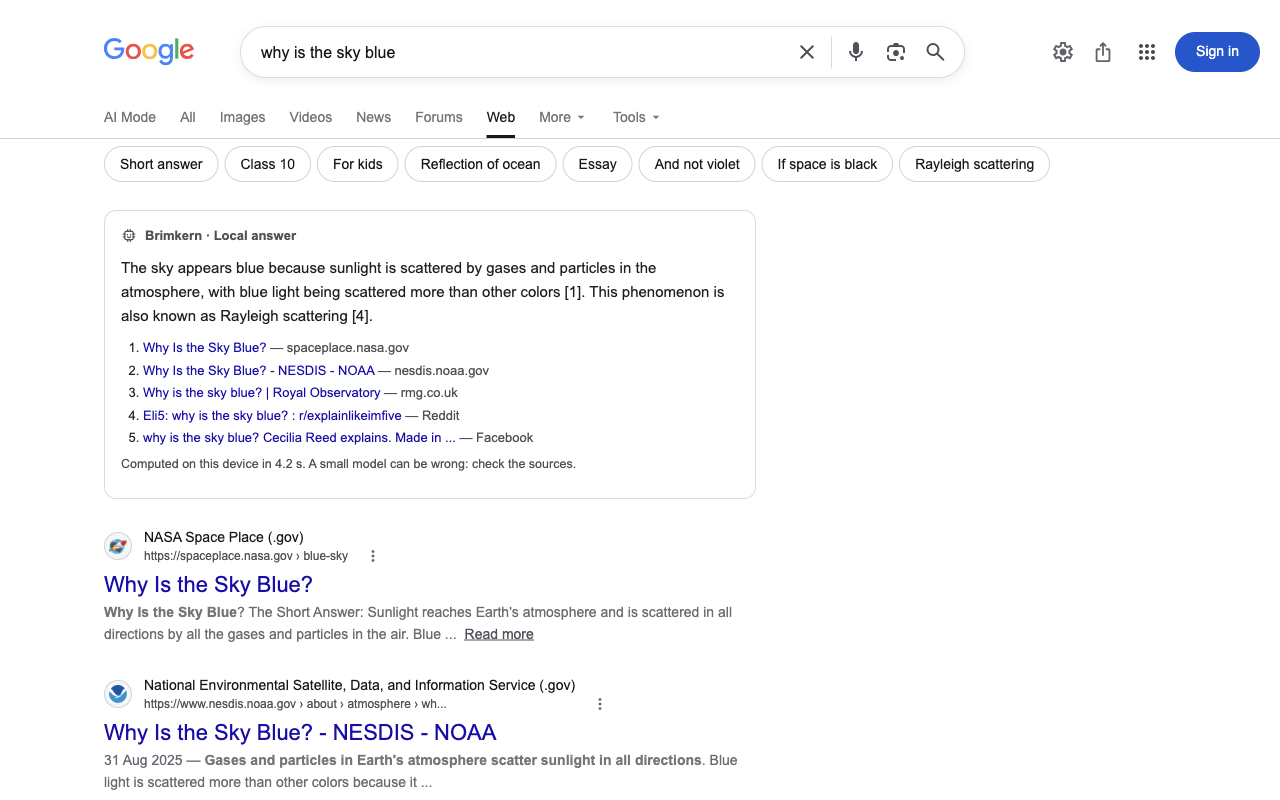 Google
why is the sky blue
Sign in
AI Mode All Images Videos News Forums Web More Tools
Short answer Class 10 For kids Reflection of ocean Essay And not violet If space is black Rayleigh scattering
Brimkern · Local answer
The sky appears blue because sunlight is scattered by gases and particles in the
atmosphere, with blue light being scattered more than other colors [1]. This phenomenon is
also known as Rayleigh scattering [4].
1. Why Is the Sky Blue? — spaceplace.nasa.gov
2. Why Is the Sky Blue? - NESDIS - NOAA — nesdis.noaa.gov
3. Why is the sky blue? | Royal Observatory — rmg.co.uk
4. Eli5: why is the sky blue? : r/explainlikeimfive — Reddit
5. why is the sky blue? Cecilia Reed explains. Made in ... — Facebook
Computed on this device in 4.2 s. A small model can be wrong: check the sources.
NASA Space Place (.gov)
https://spaceplace.nasa.gov › blue-sky
Why Is the Sky Blue?
Why Is the Sky Blue? The Short Answer: Sunlight reaches Earth's atmosphere and is scattered in all
directions by all the gases and particles in the air. Blue ... Read more
National Environmental Satellite, Data, and Information Service (.gov)
https://www.nesdis.noaa.gov › about › atmosphere › wh...
Why Is the Sky Blue? - NESDIS - NOAA
31 Aug 2025 — Gases and particles in Earth's atmosphere scatter sunlight in all directions. Blue
light is scattered more than other colors because it ...